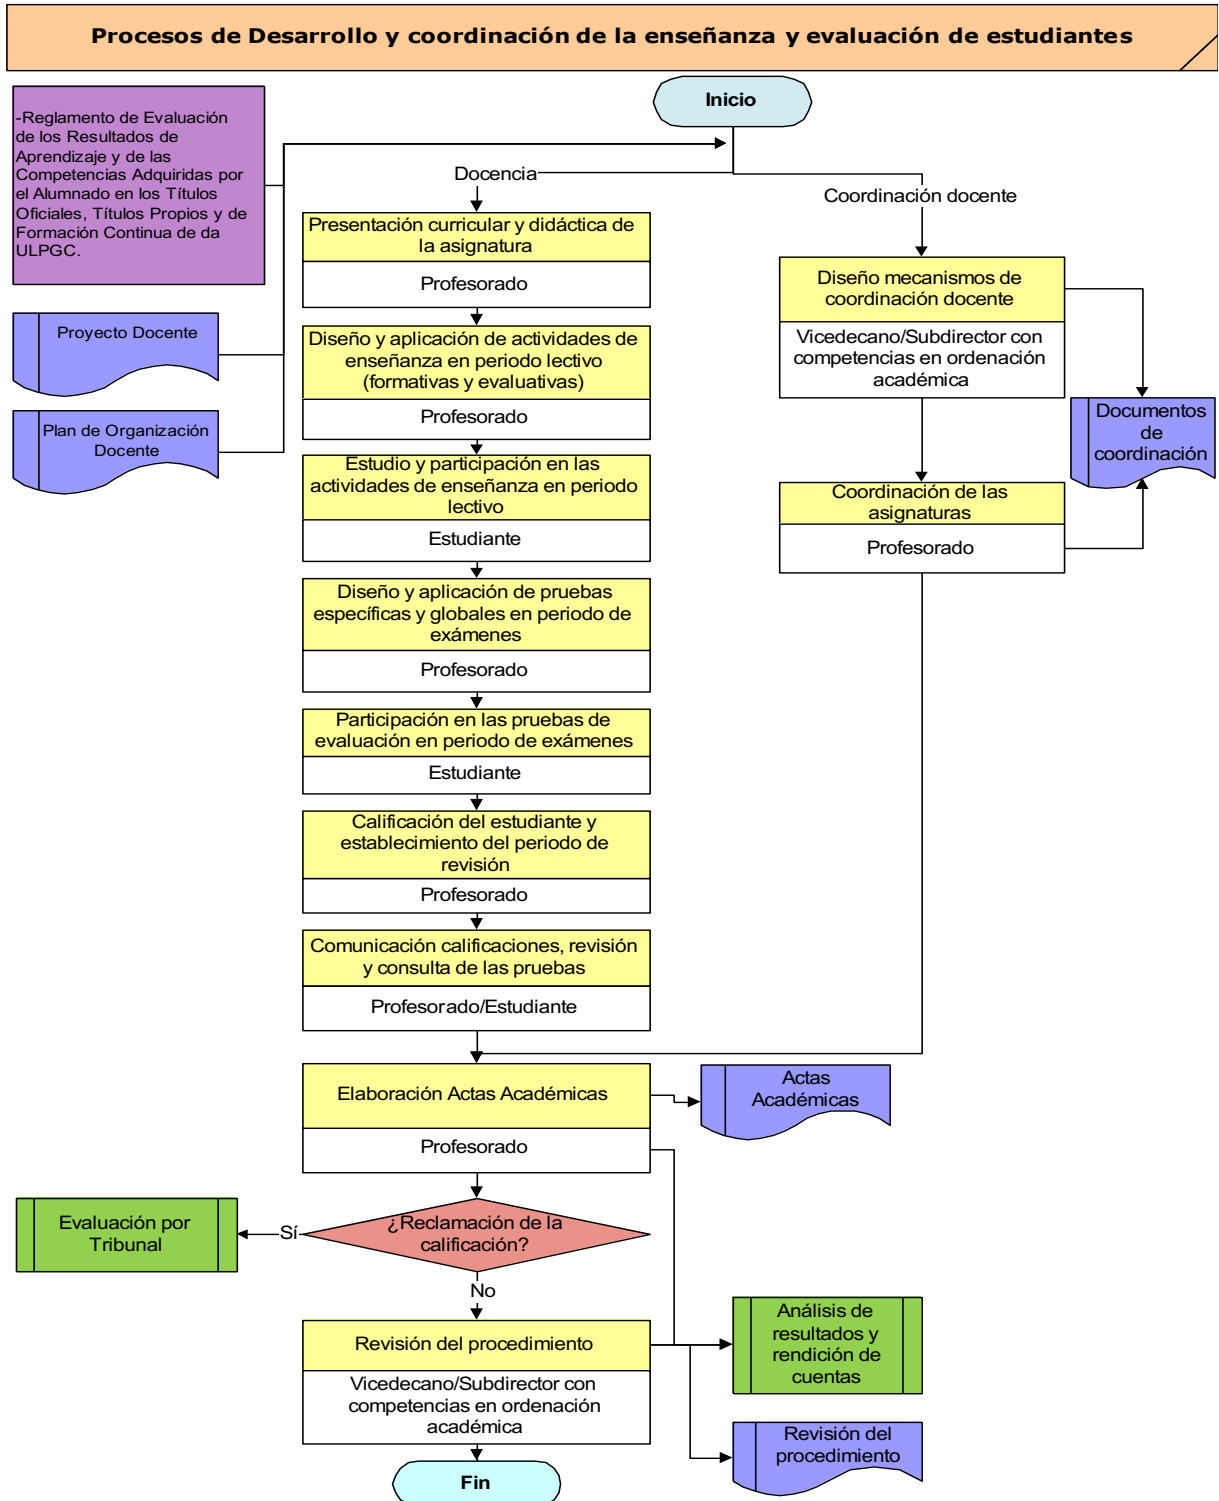 Procesos de Desarrollo y coordinación de la enseñanza y evaluación de estudiantes
Inicio
-Reglamento de Evaluación
de los Resultados de
Aprendizaje y de las
Competencias Adquiridas por
el Alumnado en los Títulos
Oficiales, Títulos Propios y de
Formación Continua de da
ULPGC.
Proyecto Docente
Plan de Organización
Docente
Docencia
Coordinación docente
Presentación curricular y didáctica de
la asignatura
Profesorado
Diseño y aplicación de actividades de
enseñanza en periodo lectivo
(formativas y evaluativas)
Profesorado
Estudio y participación en las
actividades de enseñanza en periodo
lectivo
Estudiante
Diseño y aplicación de pruebas
específicas y globales en periodo de
exámenes
Profesorado
Participación en las pruebas de
evaluación en periodo de exámenes
Estudiante
Calificación del estudiante y
establecimiento del periodo de
revisión
Profesorado
Comunicación calificaciones, revisión
y consulta de las pruebas
Profesorado/Estudiante
Diseño mecanismos de
coordinación docente
Vicedecano/Subdirector con
competencias en ordenación
académica
Documentos
de
coordinación
Coordinación de las
asignaturas
Profesorado
Elaboración Actas Académicas
Profesorado
Actas
Académicas
¿Reclamación de la
calificación?
Sí
Evaluación por
Tribunal
No
Revisión del procedimiento
Vicedecano/Subdirector con
competencias en ordenación
académica
Análisis de
resultados y
rendición de
cuentas
Revisión del
procedimiento
Fin